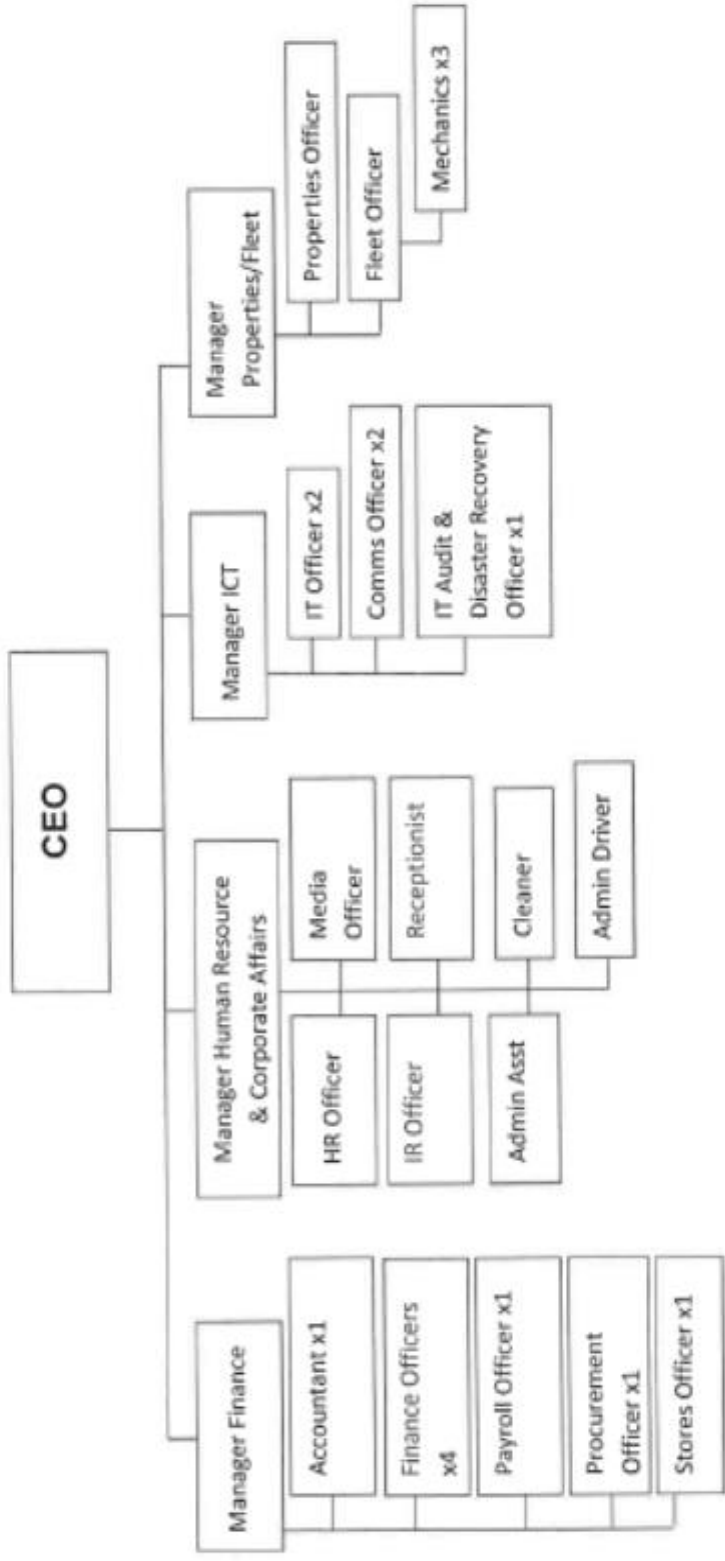 CEO
Manager Finance
Accountant x1
Finance Officers
x4
Payroll Officer x1
Procurement
Officer x1
Stores Officer x1
Manager Human Resource
& Corporate Affairs
HR Officer
Media
Officer
IR Officer
Receptionist
Admin Asst
Cleaner
Admin Driver
Manager ICT
IT Officer x2
Comms Officer x2
IT Audit &
Disaster Recovery
Officer x1
Manager
Properties/Fleet
Properties Officer
Fleet Officer
Mechanics x3